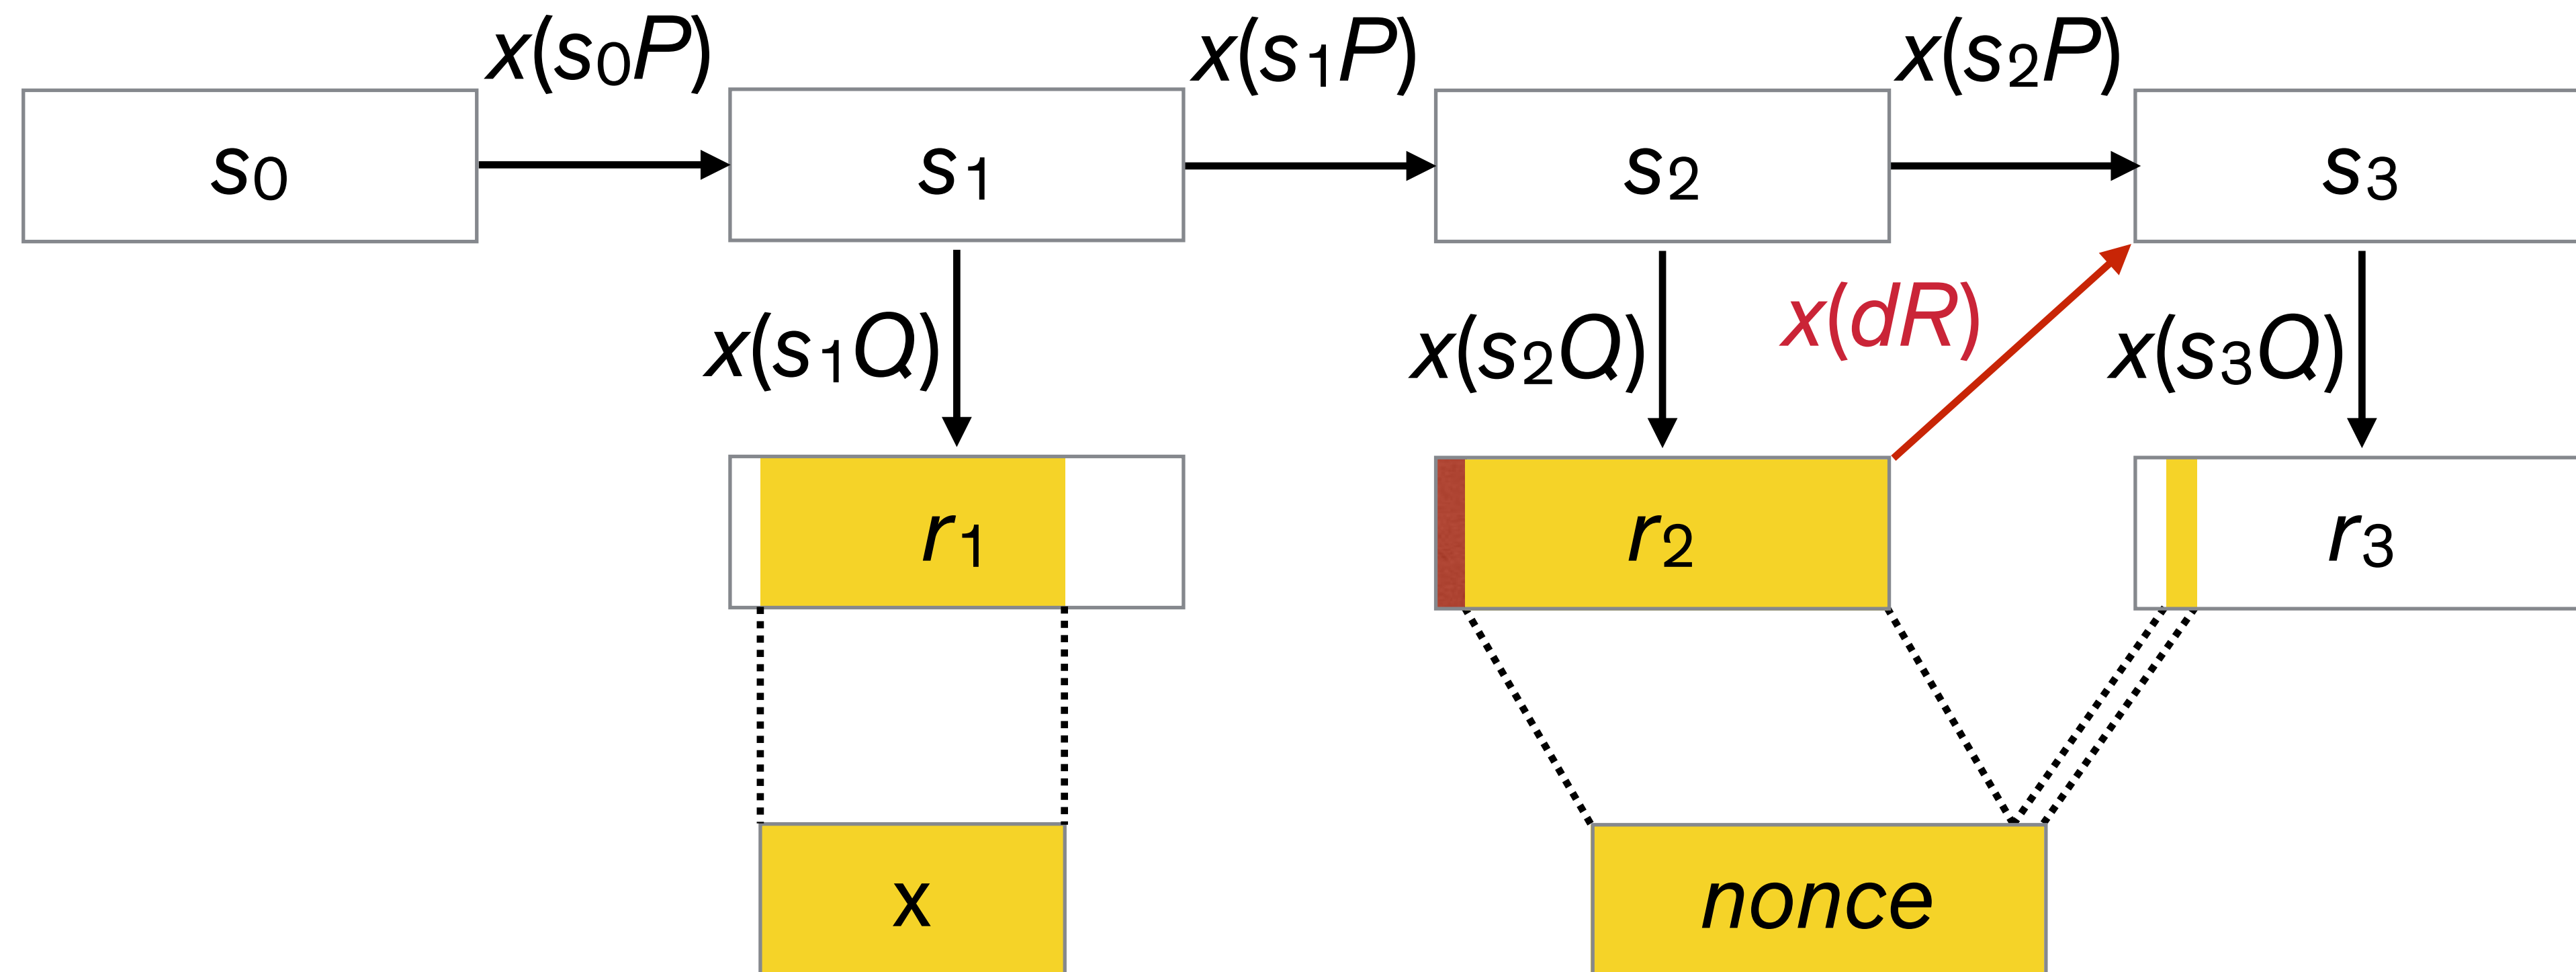 x(s₀P) x(s₁P) x(s₂P)
s₀ s₁ s₂ s₃
x(s₁Q) x(s₂Q) x(dR) x(s₃Q)
r₁ r₂ r₃
x nonce